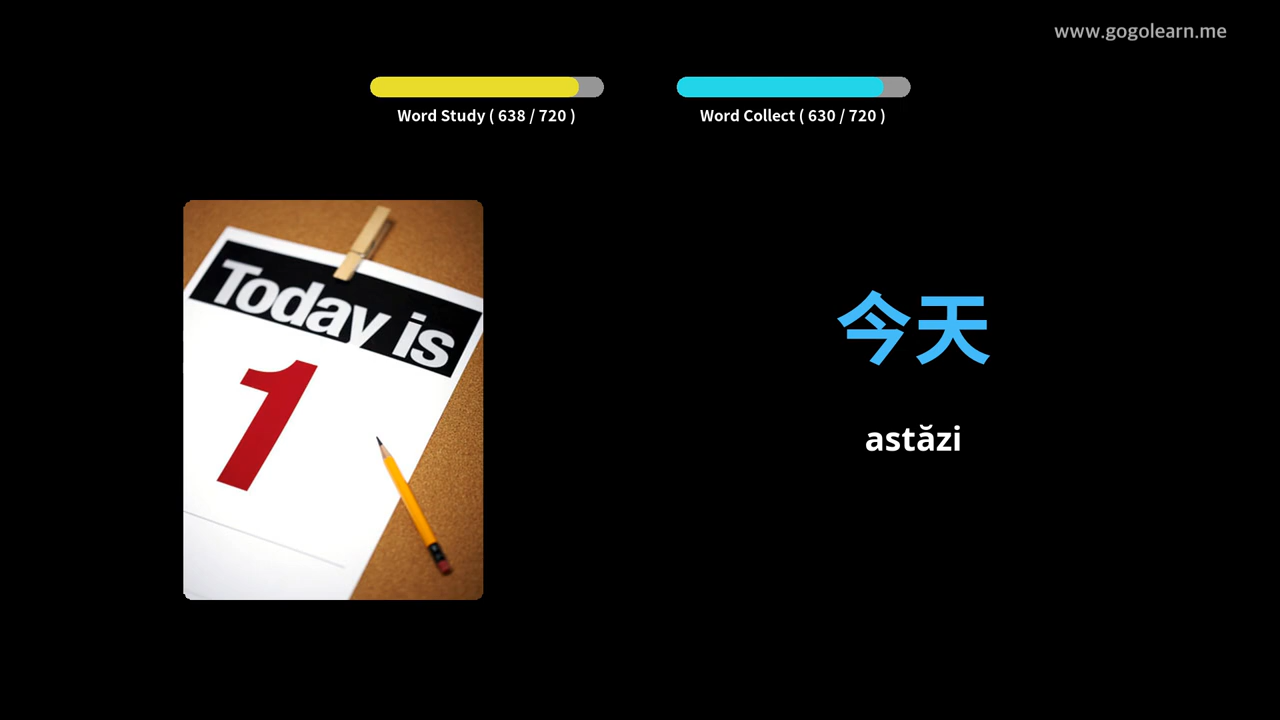 www.gogolearn.me
Word Study ( 638 / 720 )
Word Collect ( 630 / 720 )
Today is
1
今天
astăzi